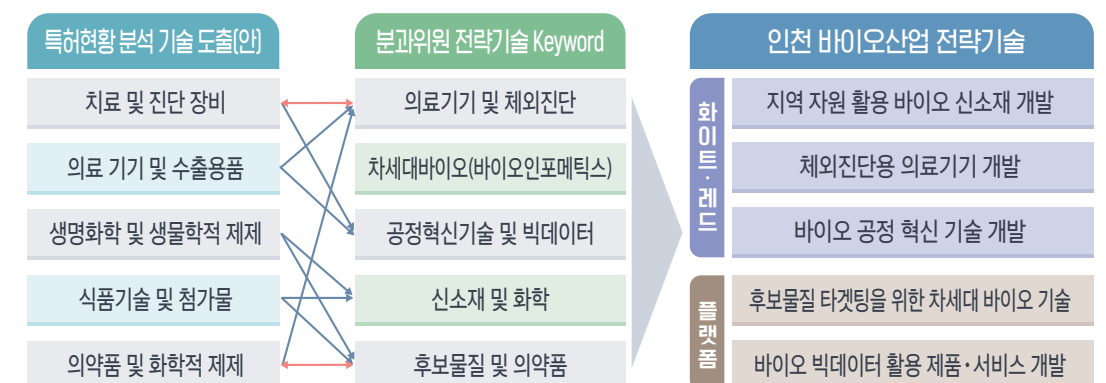 특허현황 분석 기술 도출(안)
치료 및 진단 장비
의료 기기 및 수출용품
생명화학 및 생물학적 제제
식품기술 및 첨가물
의약품 및 화학적 제제
분과위원 전략기술 Keyword
의료기기 및 체외진단
차세대바이오(바이오인포메틱스)
공정혁신기술 및 빅데이터
신소재 및 화학
후보물질 및 의약품
인천 바이오산업 전략기술
화이트·레드
지역 자원 활용 바이오 신소재 개발
체외진단용 의료기기 개발
바이오 공정 혁신 기술 개발
플랫폼
후보물질 타겟팅을 위한 차세대 바이오 기술
바이오 빅데이터 활용 제품·서비스 개발